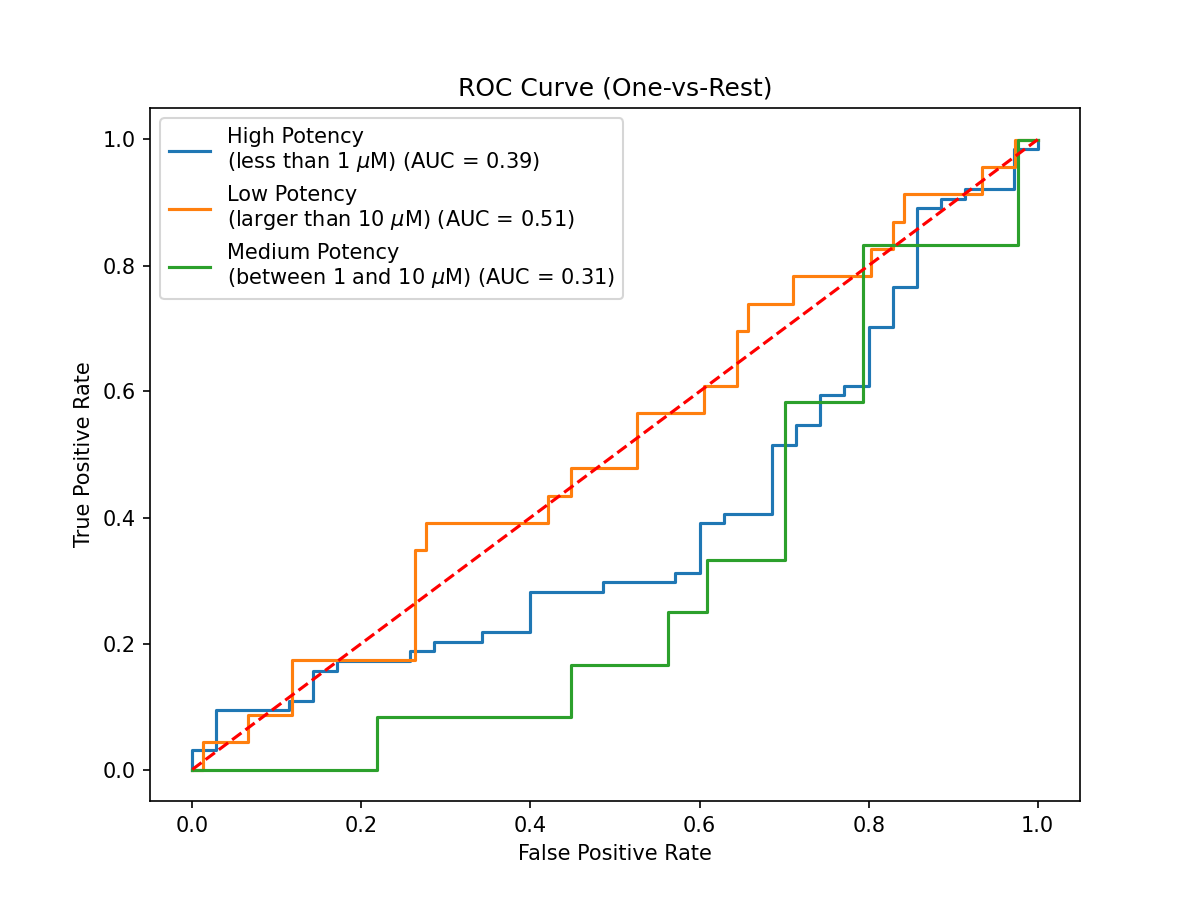 ROC Curve (One-vs-Rest)
High Potency
(less than 1 μM) (AUC = 0.39)
Low Potency
(larger than 10 μM) (AUC = 0.51)
Medium Potency
(between 1 and 10 μM) (AUC = 0.31)
True Positive Rate
1.0
0.8
0.6
0.4
0.2
0.0
0.0 0.2 0.4 0.6 0.8 1.0
False Positive Rate